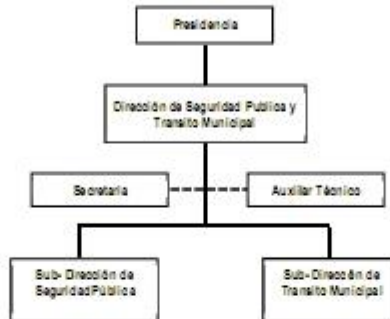 Presidencia
Dirección de Seguridad Publica y
Transito Municipal
Secretaria
Auxiliar Técnico
Sub- Dirección de
Seguridad Pública
Sub- Dirección de
Transito Municipal